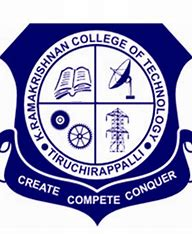 K.RAMAKRISHNAN COLLEGE OF TECHNOLOGY
TIRUCHIRAPPALLI
CREATE COMPETE CONQUER